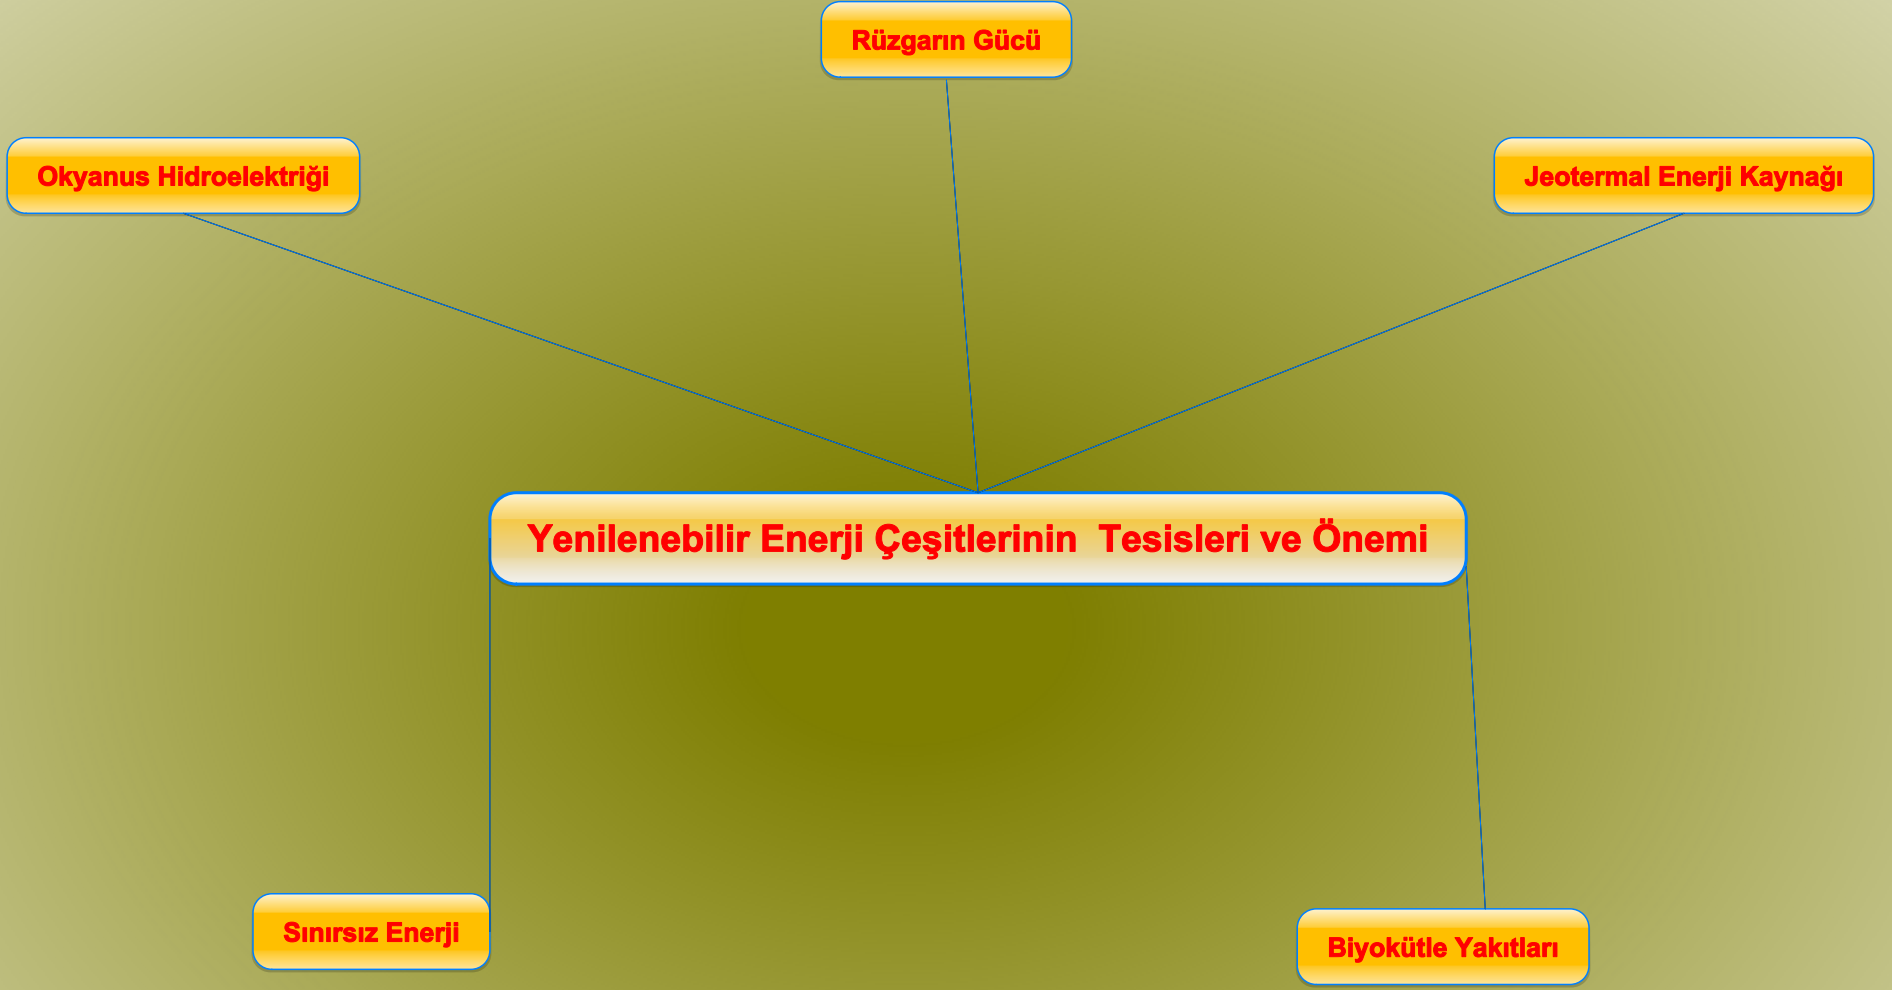 Rüzgarın Gücü
Okyanus Hidroelektriği
Jeotermal Enerji Kaynağı
Yenilenebilir Enerji Çeşitlerinin  Tesisleri ve Önemi
Sınırsız Enerji
Biyokütle Yakıtları